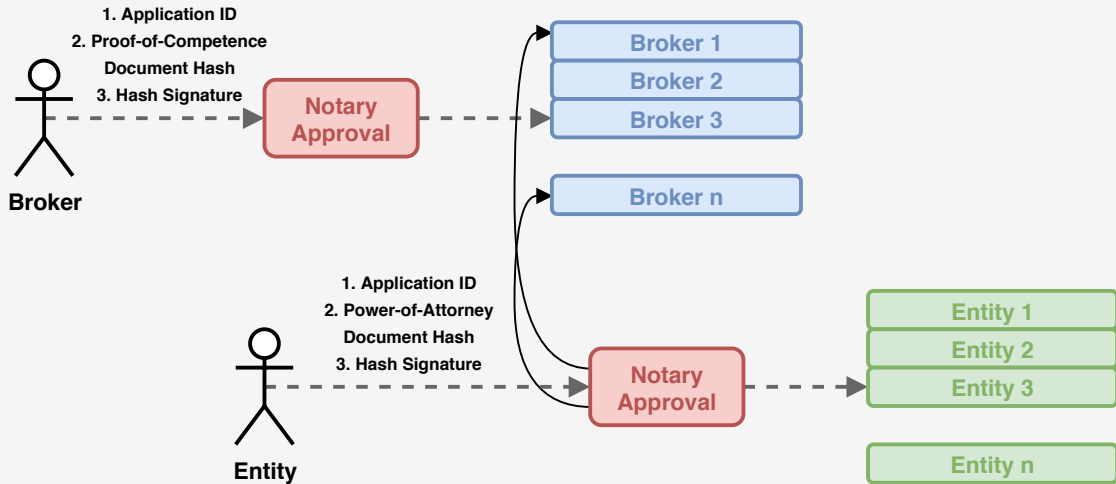 1. Application ID
2. Proof-of-Competence
Document Hash
3. Hash Signature
Broker
Notary
Approval
Broker 1
Broker 2
Broker 3
Broker n
1. Application ID
2. Power-of-Attorney
Document Hash
3. Hash Signature
Entity
Notary
Approval
Entity 1
Entity 2
Entity 3
Entity n